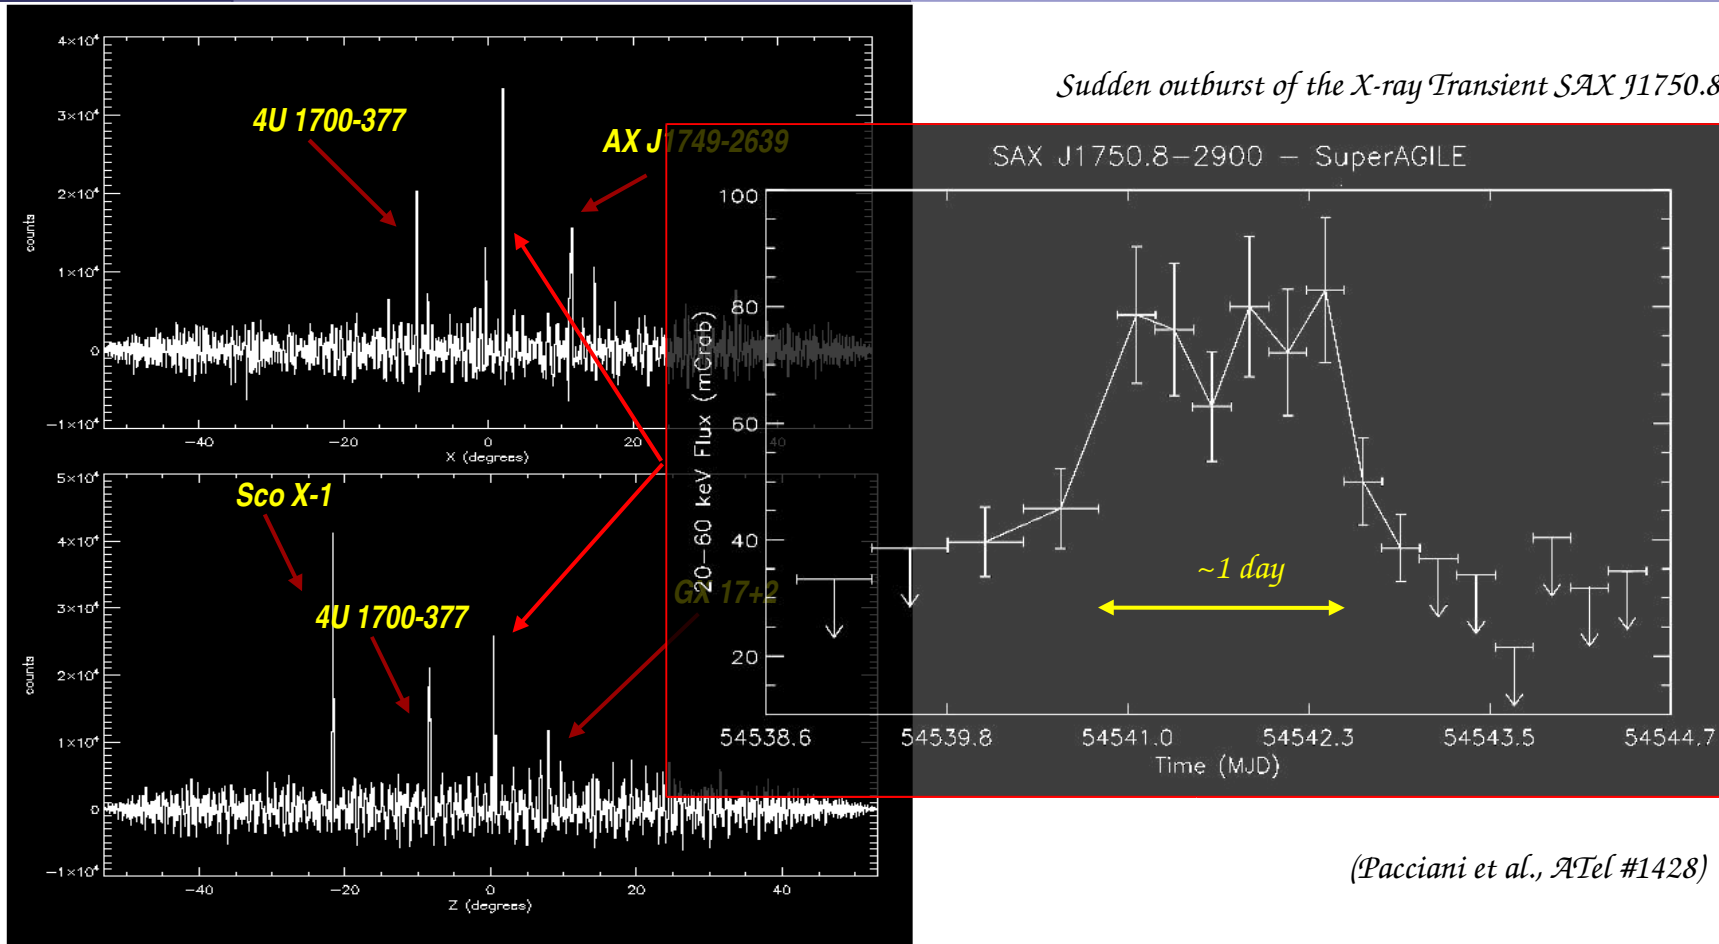 Sudden outburst of the X-ray Transient SAX J1750.8
4×10⁴
3×10⁴
2×10⁴
1×10⁴
0
−1×10⁴
counts
4U 1700-377
AX J1749-2639
−40
−20
0
20
40
X (degrees)
5×10⁴
4×10⁴
3×10⁴
2×10⁴
1×10⁴
0
−1×10⁴
counts
Sco X-1
4U 1700-377
GX 17+2
−40
−20
0
20
40
Z (degrees)
SAX J1750.8−2900 − SuperAGILE
100
80
60
40
20
20−60 keV Flux (mCrab)
~1 day
54538.6
54539.8
54541.0
54542.3
54543.5
54544.7
Time (MJD)
(Pacciani et al., ATel #1428)